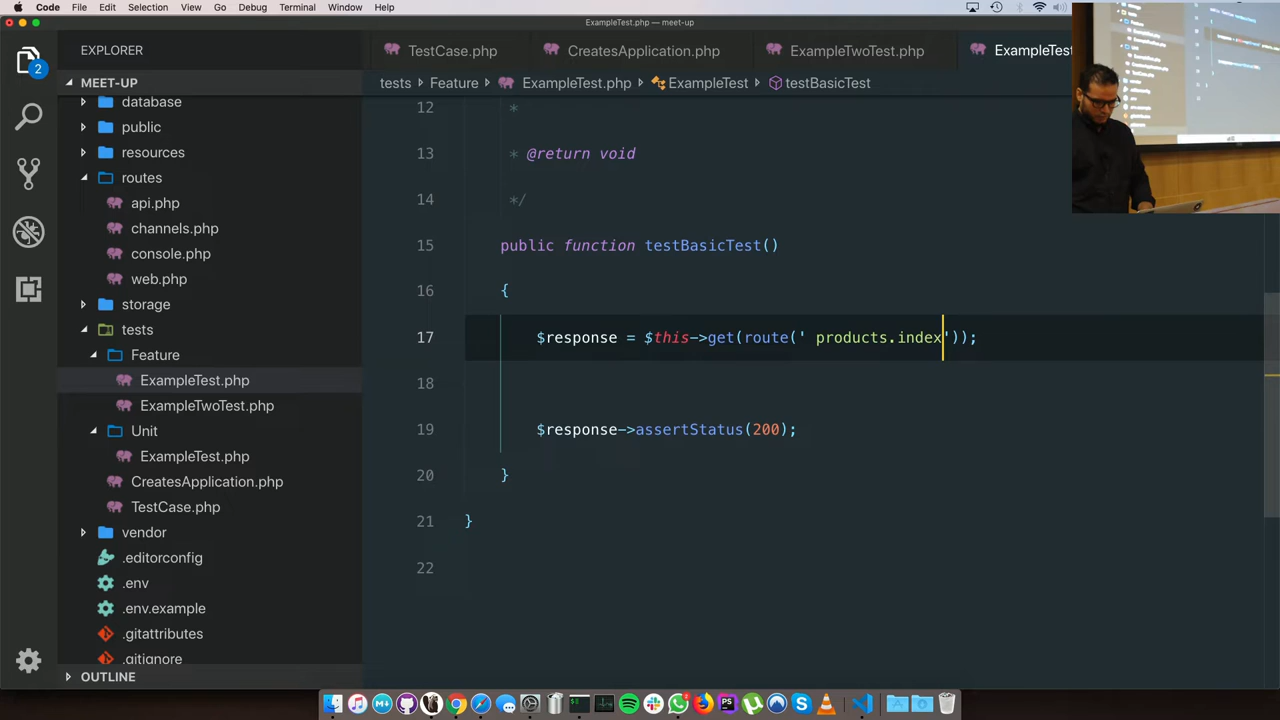 Code File Edit Selection View Go Debug Terminal Window Help
ExampleTest.php — meet-up
EXPLORER
TestCase.php
CreatesApplication.php
ExampleTwoTest.php
ExampleTest
2
MEET-UP
tests
Feature
ExampleTest.php
ExampleTest
testBasicTest
database
public
resources
routes
api.php
channels.php
console.php
web.php
storage
tests
Feature
ExampleTest.php
ExampleTwoTest.php
Unit
ExampleTest.php
CreatesApplication.php
TestCase.php
vendor
.editorconfig
.env
.env.example
.gitattributes
.gitignore
OUTLINE
12 *
13 * @return void
14 */
15 public function testBasicTest()
16 {
17 $response = $this->get(route(' products.index'));
18
19 $response->assertStatus(200);
20 }
21 }
22
PS